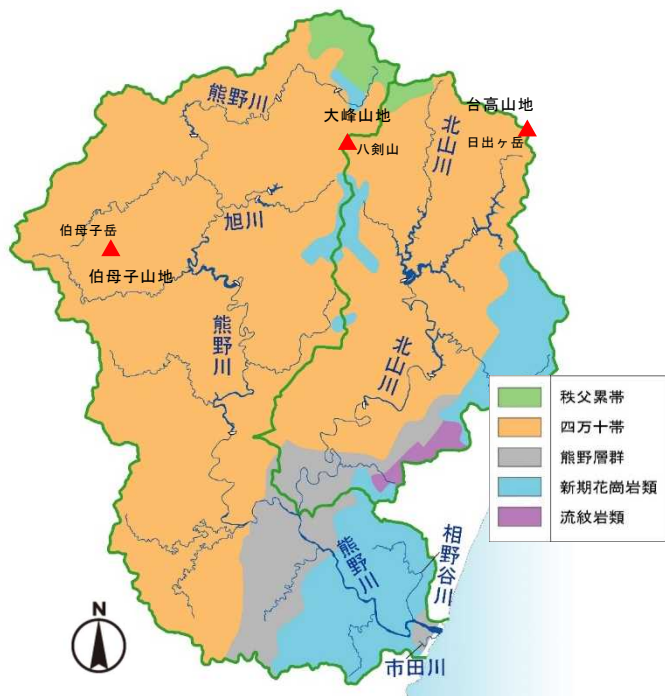 熊野川
大峰山地
八剣山
北山川
台高山地
日出ヶ岳
旭川
伯母子岳
伯母子山地
熊野川
北山川
秩父累帯
四万十帯
熊野層群
新期花崗岩類
流紋岩類
熊野川
相野谷川
市田川
N